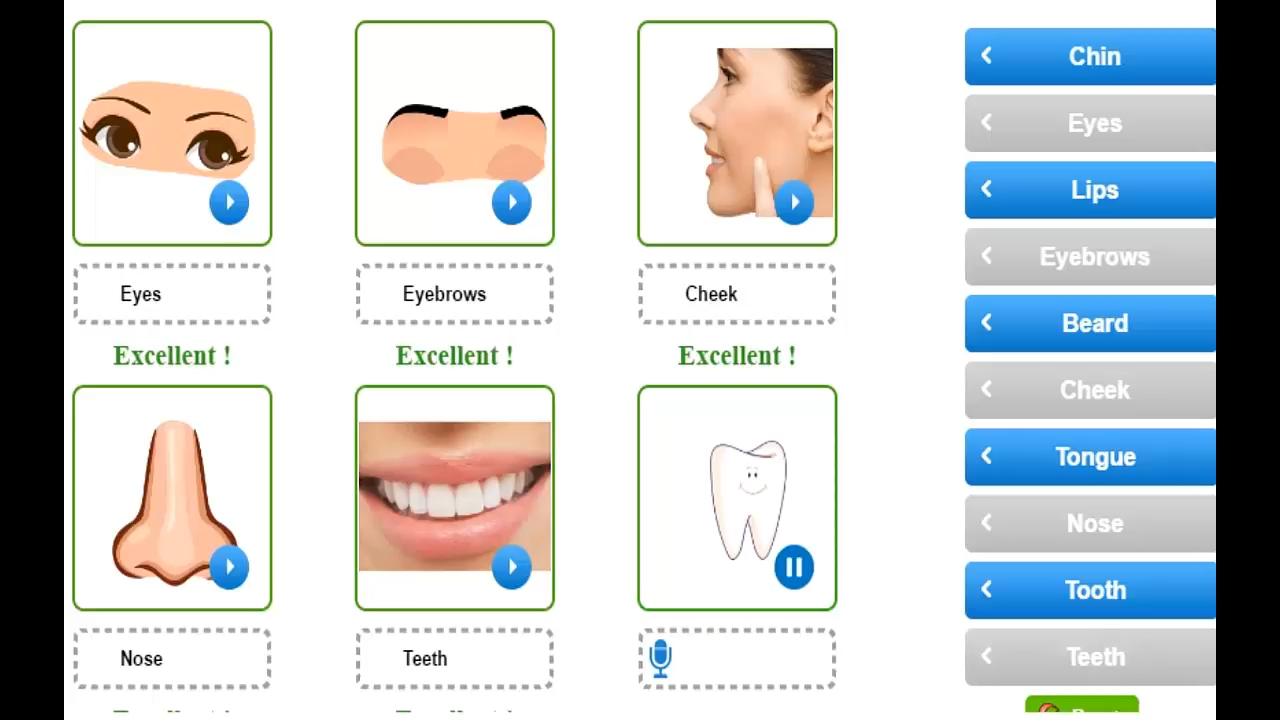 Eyes
Eyebrows
Cheek
Excellent !
Excellent !
Excellent !
Nose
Teeth
Chin
Eyes
Lips
Eyebrows
Beard
Cheek
Tongue
Nose
Tooth
Teeth